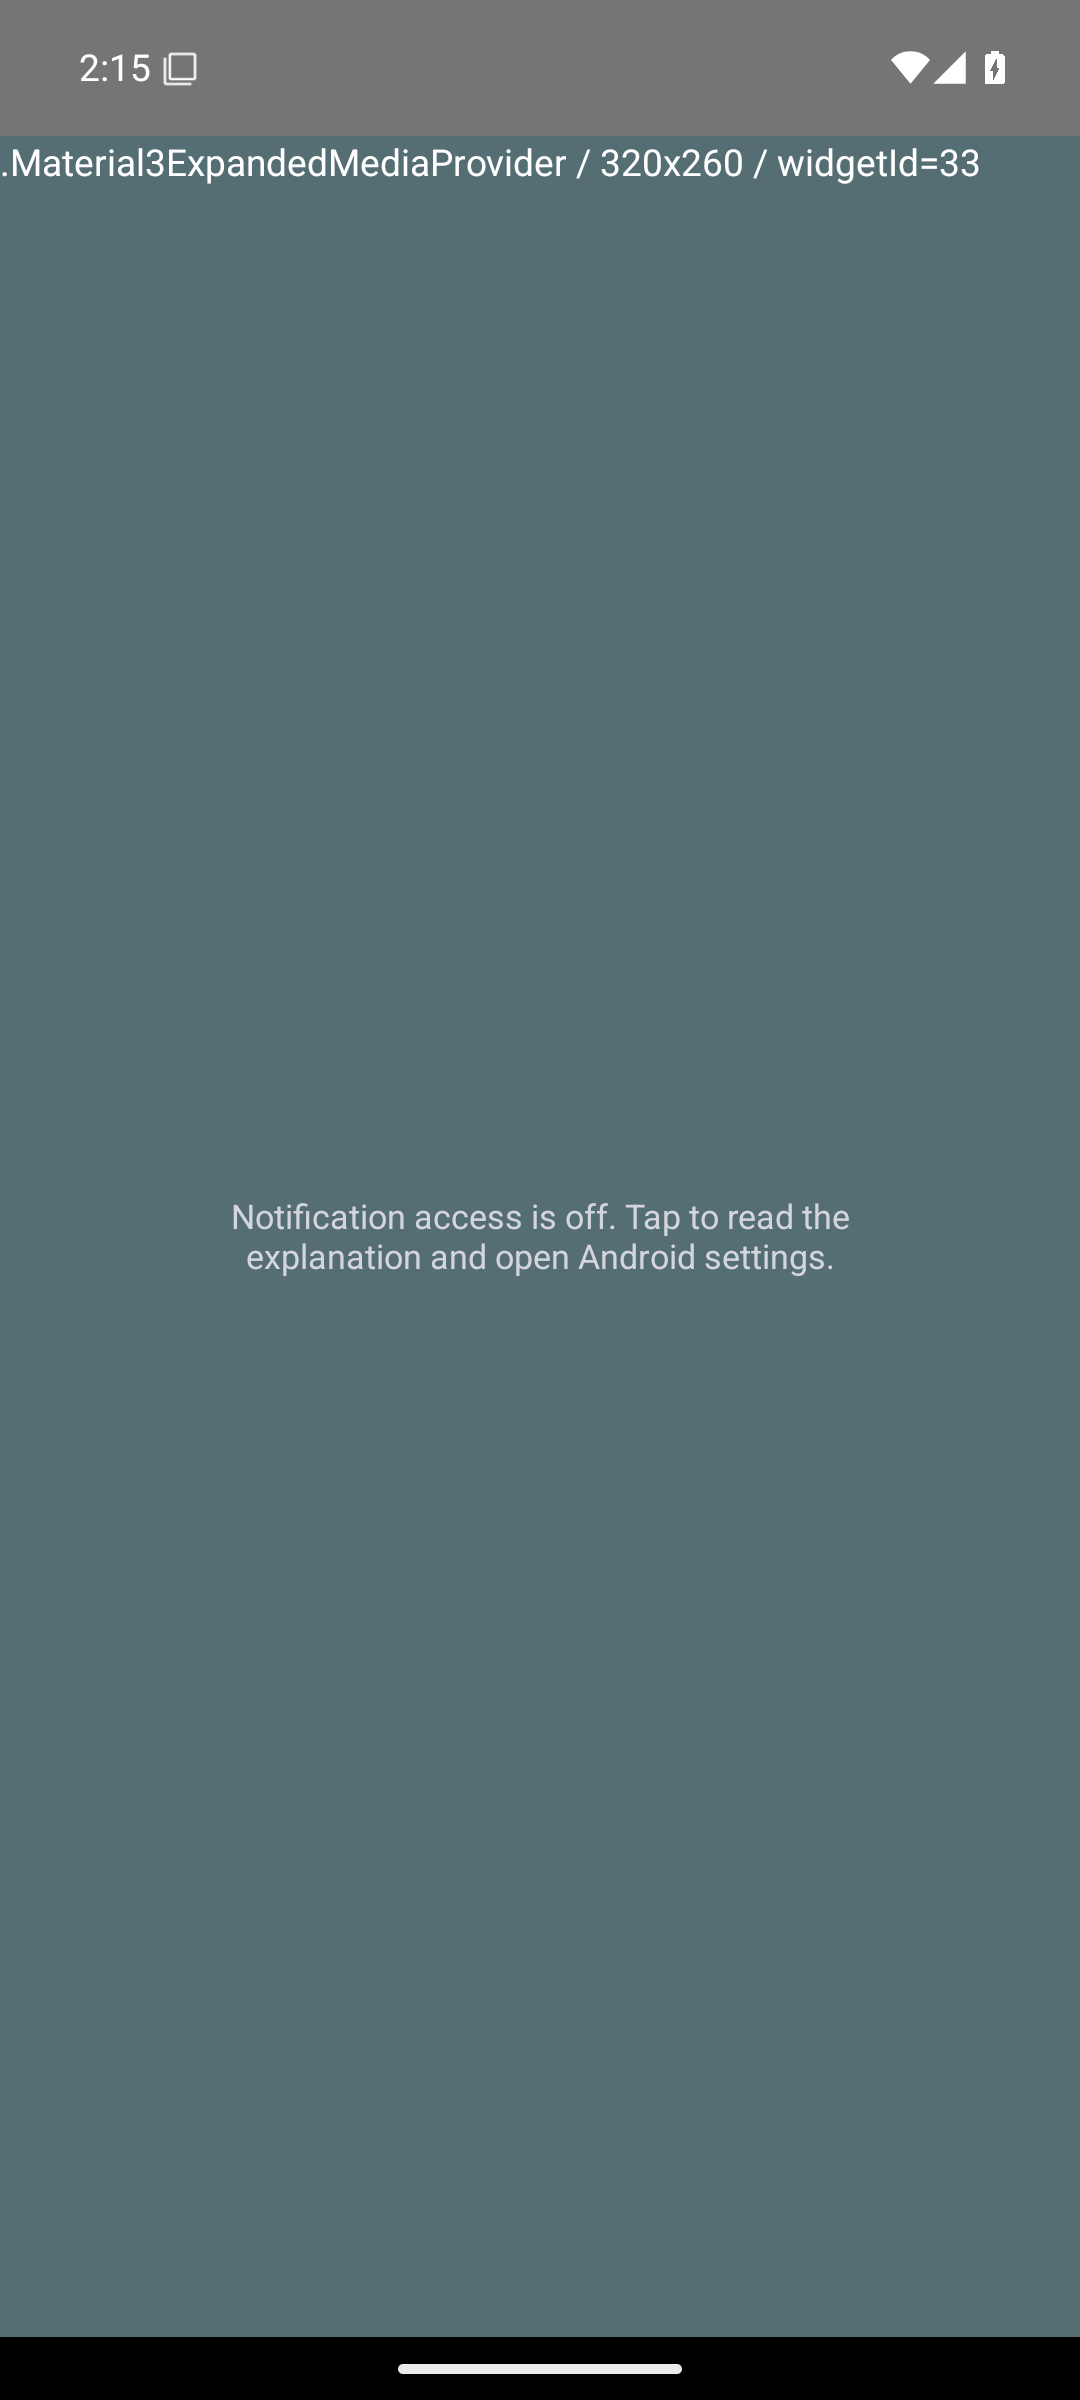 2:15
.Material3ExpandedMediaProvider / 320x260 / widgetId=33
Notification access is off. Tap to read the
explanation and open Android settings.